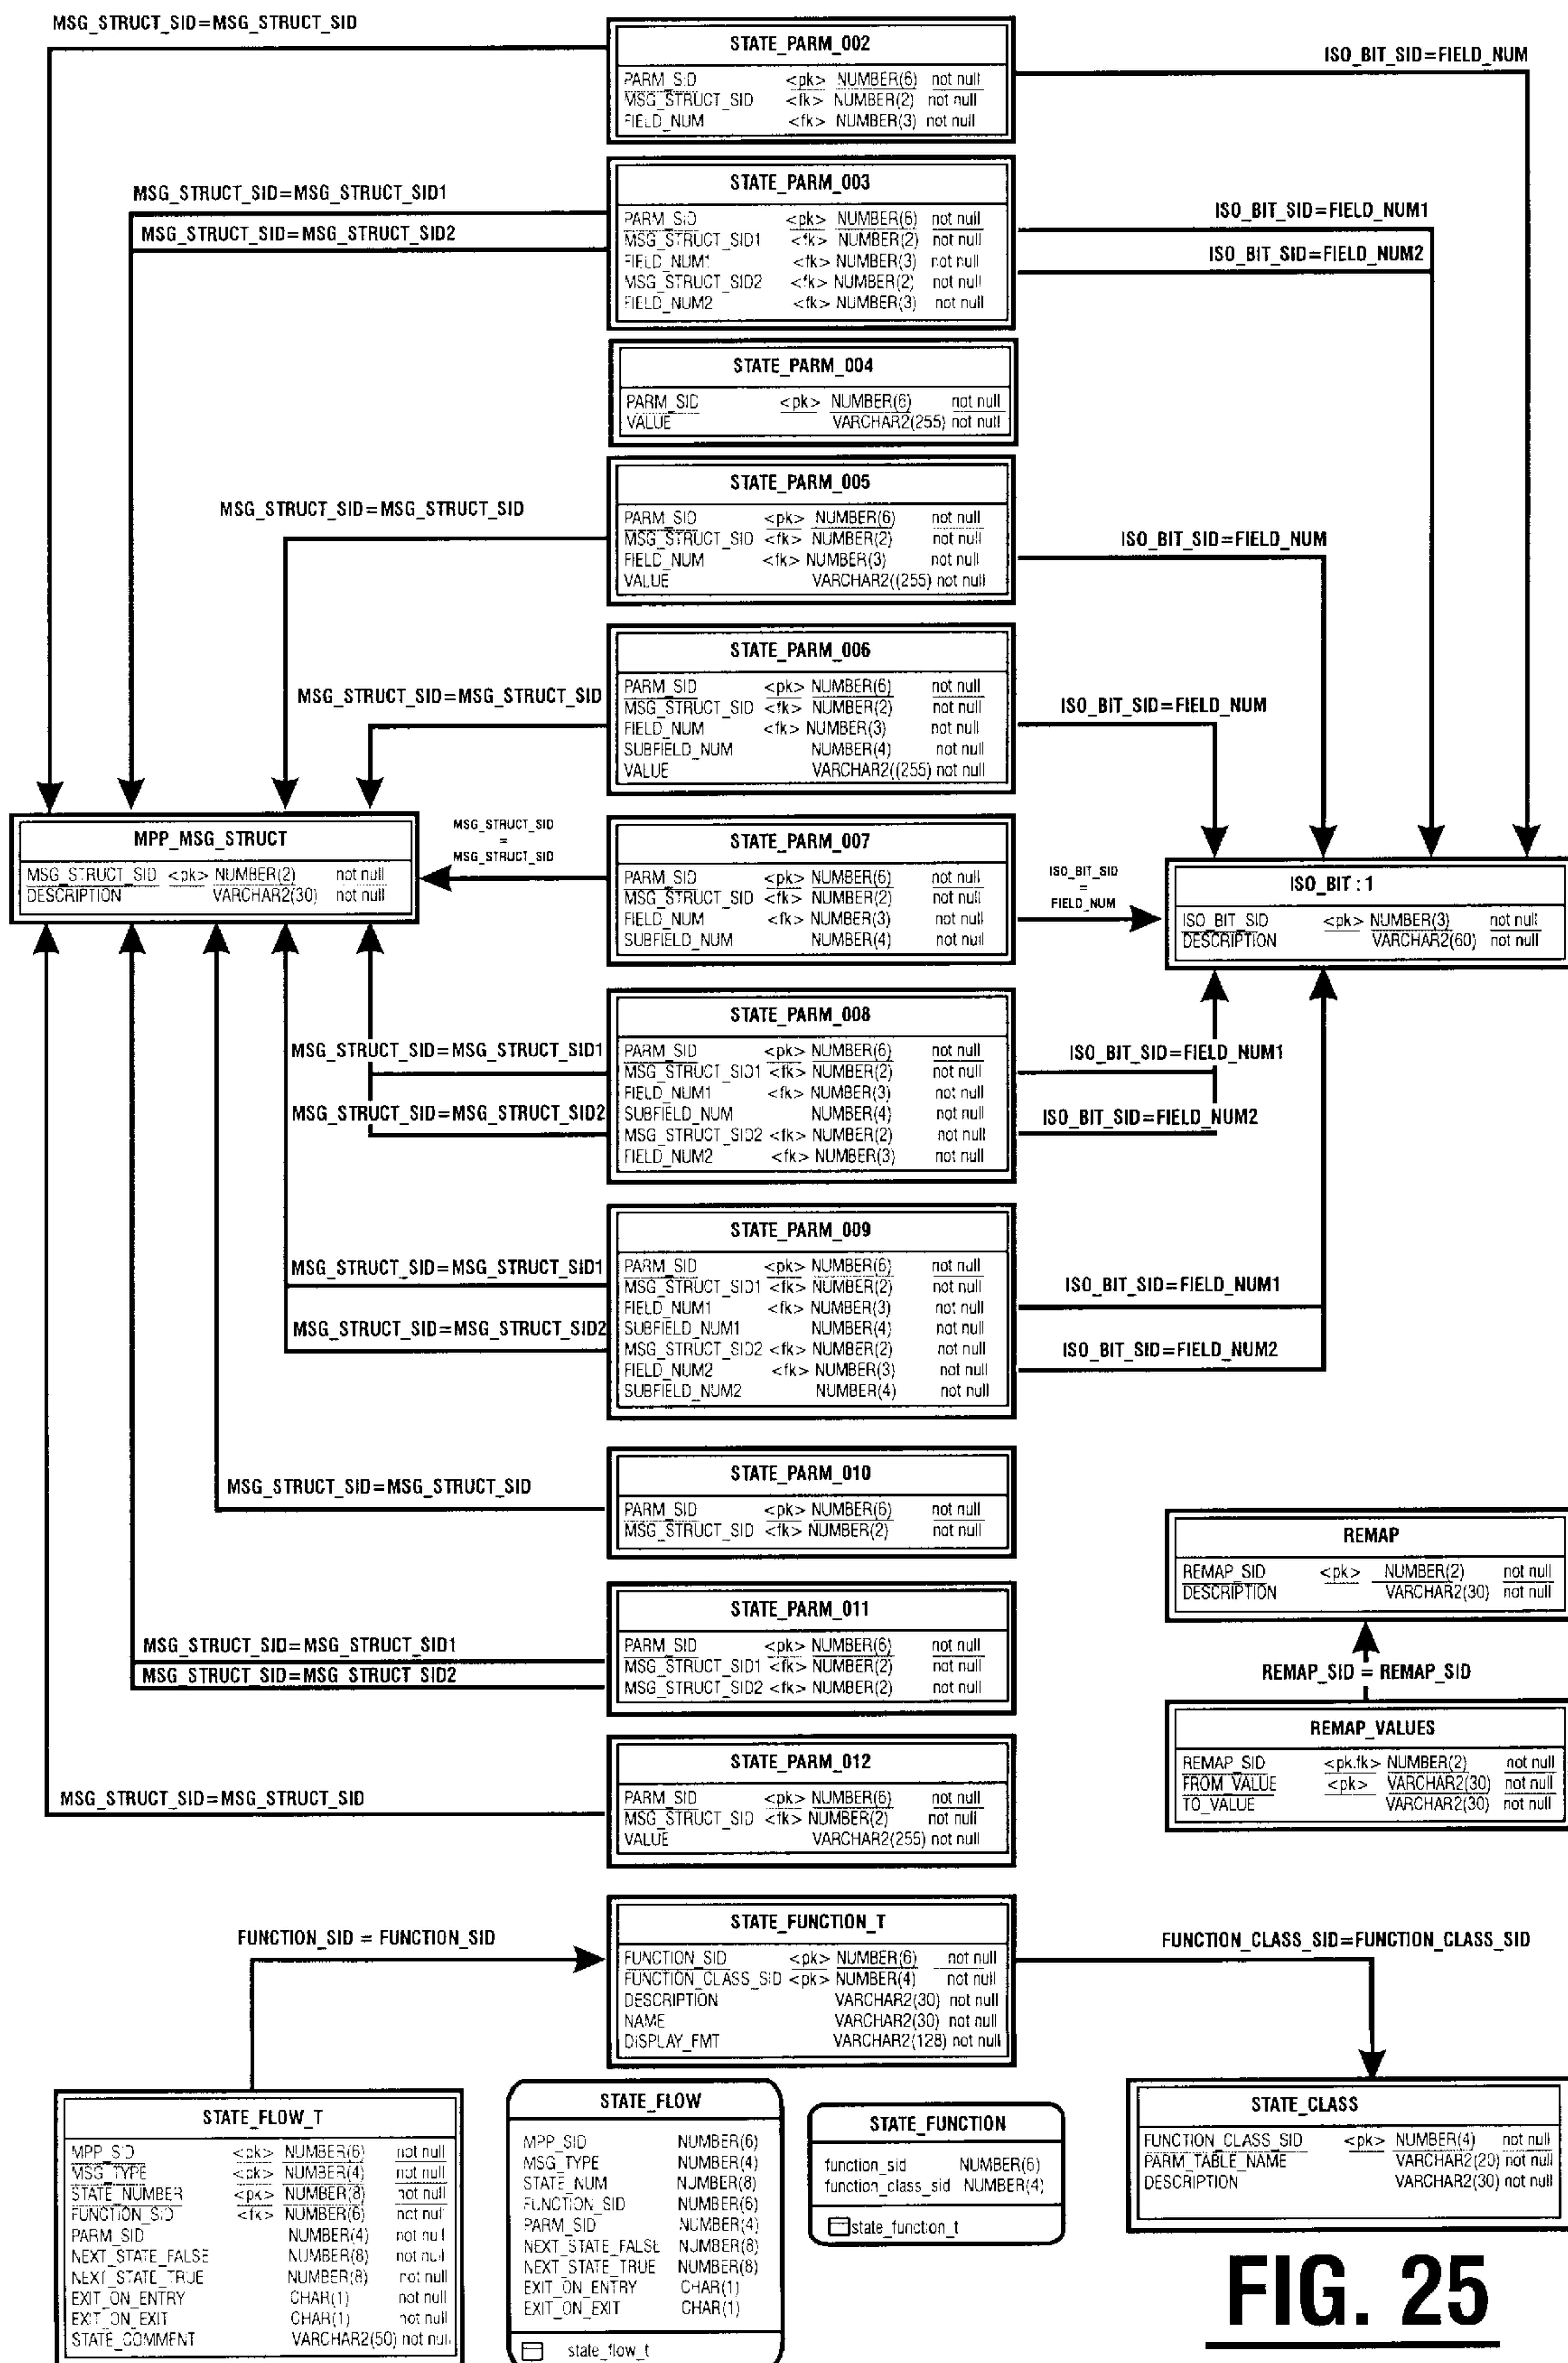 MSG_STRUCT_SID=MSG_STRUCT_SID
STATE_PARM_002
ISO_BIT_SID=FIELD_NUM
PARM_SID <pk> NUMBER(6) not null
MSG_STRUCT_SID <fk> NUMBER(2) not null
FIELD_NUM <fk> NUMBER(3) not null
STATE_PARM_003
MSG_STRUCT_SID=MSG_STRUCT_SID1
MSG_STRUCT_SID=MSG_STRUCT_SID2
ISO_BIT_SID=FIELD_NUM1
ISO_BIT_SID=FIELD_NUM2
PARM_SID <pk> NUMBER(6) not null
MSG_STRUCT_SID1 <fk> NUMBER(2) not null
FIELD_NUM1 <fk> NUMBER(3) not null
MSG_STRUCT_SID2 <fk> NUMBER(2) not null
FIELD_NUM2 <fk> NUMBER(3) not null
STATE_PARM_004
PARM_SID <pk> NUMBER(6) not null
VALUE VARCHAR2(255) not null
STATE_PARM_005
MSG_STRUCT_SID=MSG_STRUCT_SID
ISO_BIT_SID=FIELD_NUM
PARM_SID <pk> NUMBER(6) not null
MSG_STRUCT_SID <fk> NUMBER(2) not null
FIELD_NUM <fk> NUMBER(3) not null
VALUE VARCHAR2((255) not null
STATE_PARM_006
MSG_STRUCT_SID=MSG_STRUCT_SID
ISO_BIT_SID=FIELD_NUM
PARM_SID <pk> NUMBER(6) not null
MSG_STRUCT_SID <fk> NUMBER(2) not null
FIELD_NUM <fk> NUMBER(3) not null
SUBFIELD_NUM NUMBER(4) not null
VALUE VARCHAR2((255) not null
MPP_MSG_STRUCT
MSG_STRUCT_SID <pk> NUMBER(2) not null
DESCRIPTION VARCHAR2(30) not null
MSG_STRUCT_SID
=
MSG_STRUCT_SID
STATE_PARM_007
PARM_SID <pk> NUMBER(6) not null
MSG_STRUCT_SID <fk> NUMBER(2) not null
FIELD_NUM <fk> NUMBER(3) not null
SUBFIELD_NUM NUMBER(4) not null
ISO_BIT_SID
=
FIELD_NUM
ISO_BIT : 1
ISO_BIT_SID <pk> NUMBER(3) not null
DESCRIPTION VARCHAR2(60) not null
STATE_PARM_008
MSG_STRUCT_SID=MSG_STRUCT_SID1
MSG_STRUCT_SID=MSG_STRUCT_SID2
ISO_BIT_SID=FIELD_NUM1
ISO_BIT_SID=FIELD_NUM2
PARM_SID <pk> NUMBER(6) not null
MSG_STRUCT_SID1 <fk> NUMBER(2) not null
FIELD_NUM1 <fk> NUMBER(3) not null
SUBFIELD_NUM NUMBER(4) not null
MSG_STRUCT_SID2 <fk> NUMBER(2) not null
FIELD_NUM2 <fk> NUMBER(3) not null
STATE_PARM_009
MSG_STRUCT_SID=MSG_STRUCT_SID1
MSG_STRUCT_SID=MSG_STRUCT_SID2
ISO_BIT_SID=FIELD_NUM1
ISO_BIT_SID=FIELD_NUM2
PARM_SID <pk> NUMBER(6) not null
MSG_STRUCT_SID1 <fk> NUMBER(2) not null
FIELD_NUM1 <fk> NUMBER(3) not null
SUBFIELD_NUM1 NUMBER(4) not null
MSG_STRUCT_SID2 <fk> NUMBER(2) not null
FIELD_NUM2 <fk> NUMBER(3) not null
SUBFIELD_NUM2 NUMBER(4) not null
STATE_PARM_010
MSG_STRUCT_SID=MSG_STRUCT_SID
PARM_SID <pk> NUMBER(6) not null
MSG_STRUCT_SID <fk> NUMBER(2) not null
REMAP
REMAP_SID <pk> NUMBER(2) not null
DESCRIPTION VARCHAR2(30) not null
STATE_PARM_011
MSG_STRUCT_SID=MSG_STRUCT_SID1
MSG_STRUCT_SID=MSG_STRUCT_SID2
PARM_SID <pk> NUMBER(6) not null
MSG_STRUCT_SID1 <fk> NUMBER(2) not null
MSG_STRUCT_SID2 <fk> NUMBER(2) not null
REMAP_SID = REMAP_SID
REMAP_VALUES
REMAP_SID <pk.fk> NUMBER(2) not null
FROM_VALUE <pk> VARCHAR2(30) not null
TO_VALUE VARCHAR2(30) not null
STATE_PARM_012
MSG_STRUCT_SID=MSG_STRUCT_SID
PARM_SID <pk> NUMBER(6) not null
MSG_STRUCT_SID <fk> NUMBER(2) not null
VALUE VARCHAR2(255) not null
FUNCTION_SID = FUNCTION_SID
STATE_FUNCTION_T
FUNCTION_SID <pk> NUMBER(6) not null
FUNCTION_CLASS_SID <pk> NUMBER(4) not null
DESCRIPTION VARCHAR2(30) not null
NAME VARCHAR2(30) not null
DISPLAY_FMT VARCHAR2(128) not null
FUNCTION_CLASS_SID=FUNCTION_CLASS_SID
STATE_FLOW_T
MPP_SID <pk> NUMBER(6) not null
MSG_TYPE <pk> NUMBER(4) not null
STATE_NUMBER <pk> NUMBER(8) not null
FUNCTION_SID <fk> NUMBER(6) not null
PARM_SID NUMBER(4) not null
NEXT_STATE_FALSE NUMBER(8) not null
NEXT_STATE_TRUE NUMBER(8) not null
EXIT_ON_ENTRY CHAR(1) not null
EXIT_ON_EXIT CHAR(1) not null
STATE_COMMENT VARCHAR2(50) not null
STATE_FLOW
MPP_SID NUMBER(6)
MSG_TYPE NUMBER(4)
STATE_NUM NUMBER(8)
FUNCTION_SID NUMBER(6)
PARM_SID NUMBER(4)
NEXT_STATE_FALSE NUMBER(8)
NEXT_STATE_TRUE NUMBER(8)
EXIT_ON_ENTRY CHAR(1)
EXIT_ON_EXIT CHAR(1)
state_flow_t
STATE_FUNCTION
function_sid NUMBER(6)
function_class_sid NUMBER(4)
state_function_t
STATE_CLASS
FUNCTION_CLASS_SID <pk> NUMBER(4) not null
PARM_TABLE_NAME VARCHAR2(20) not null
DESCRIPTION VARCHAR2(30) not null
FIG. 25